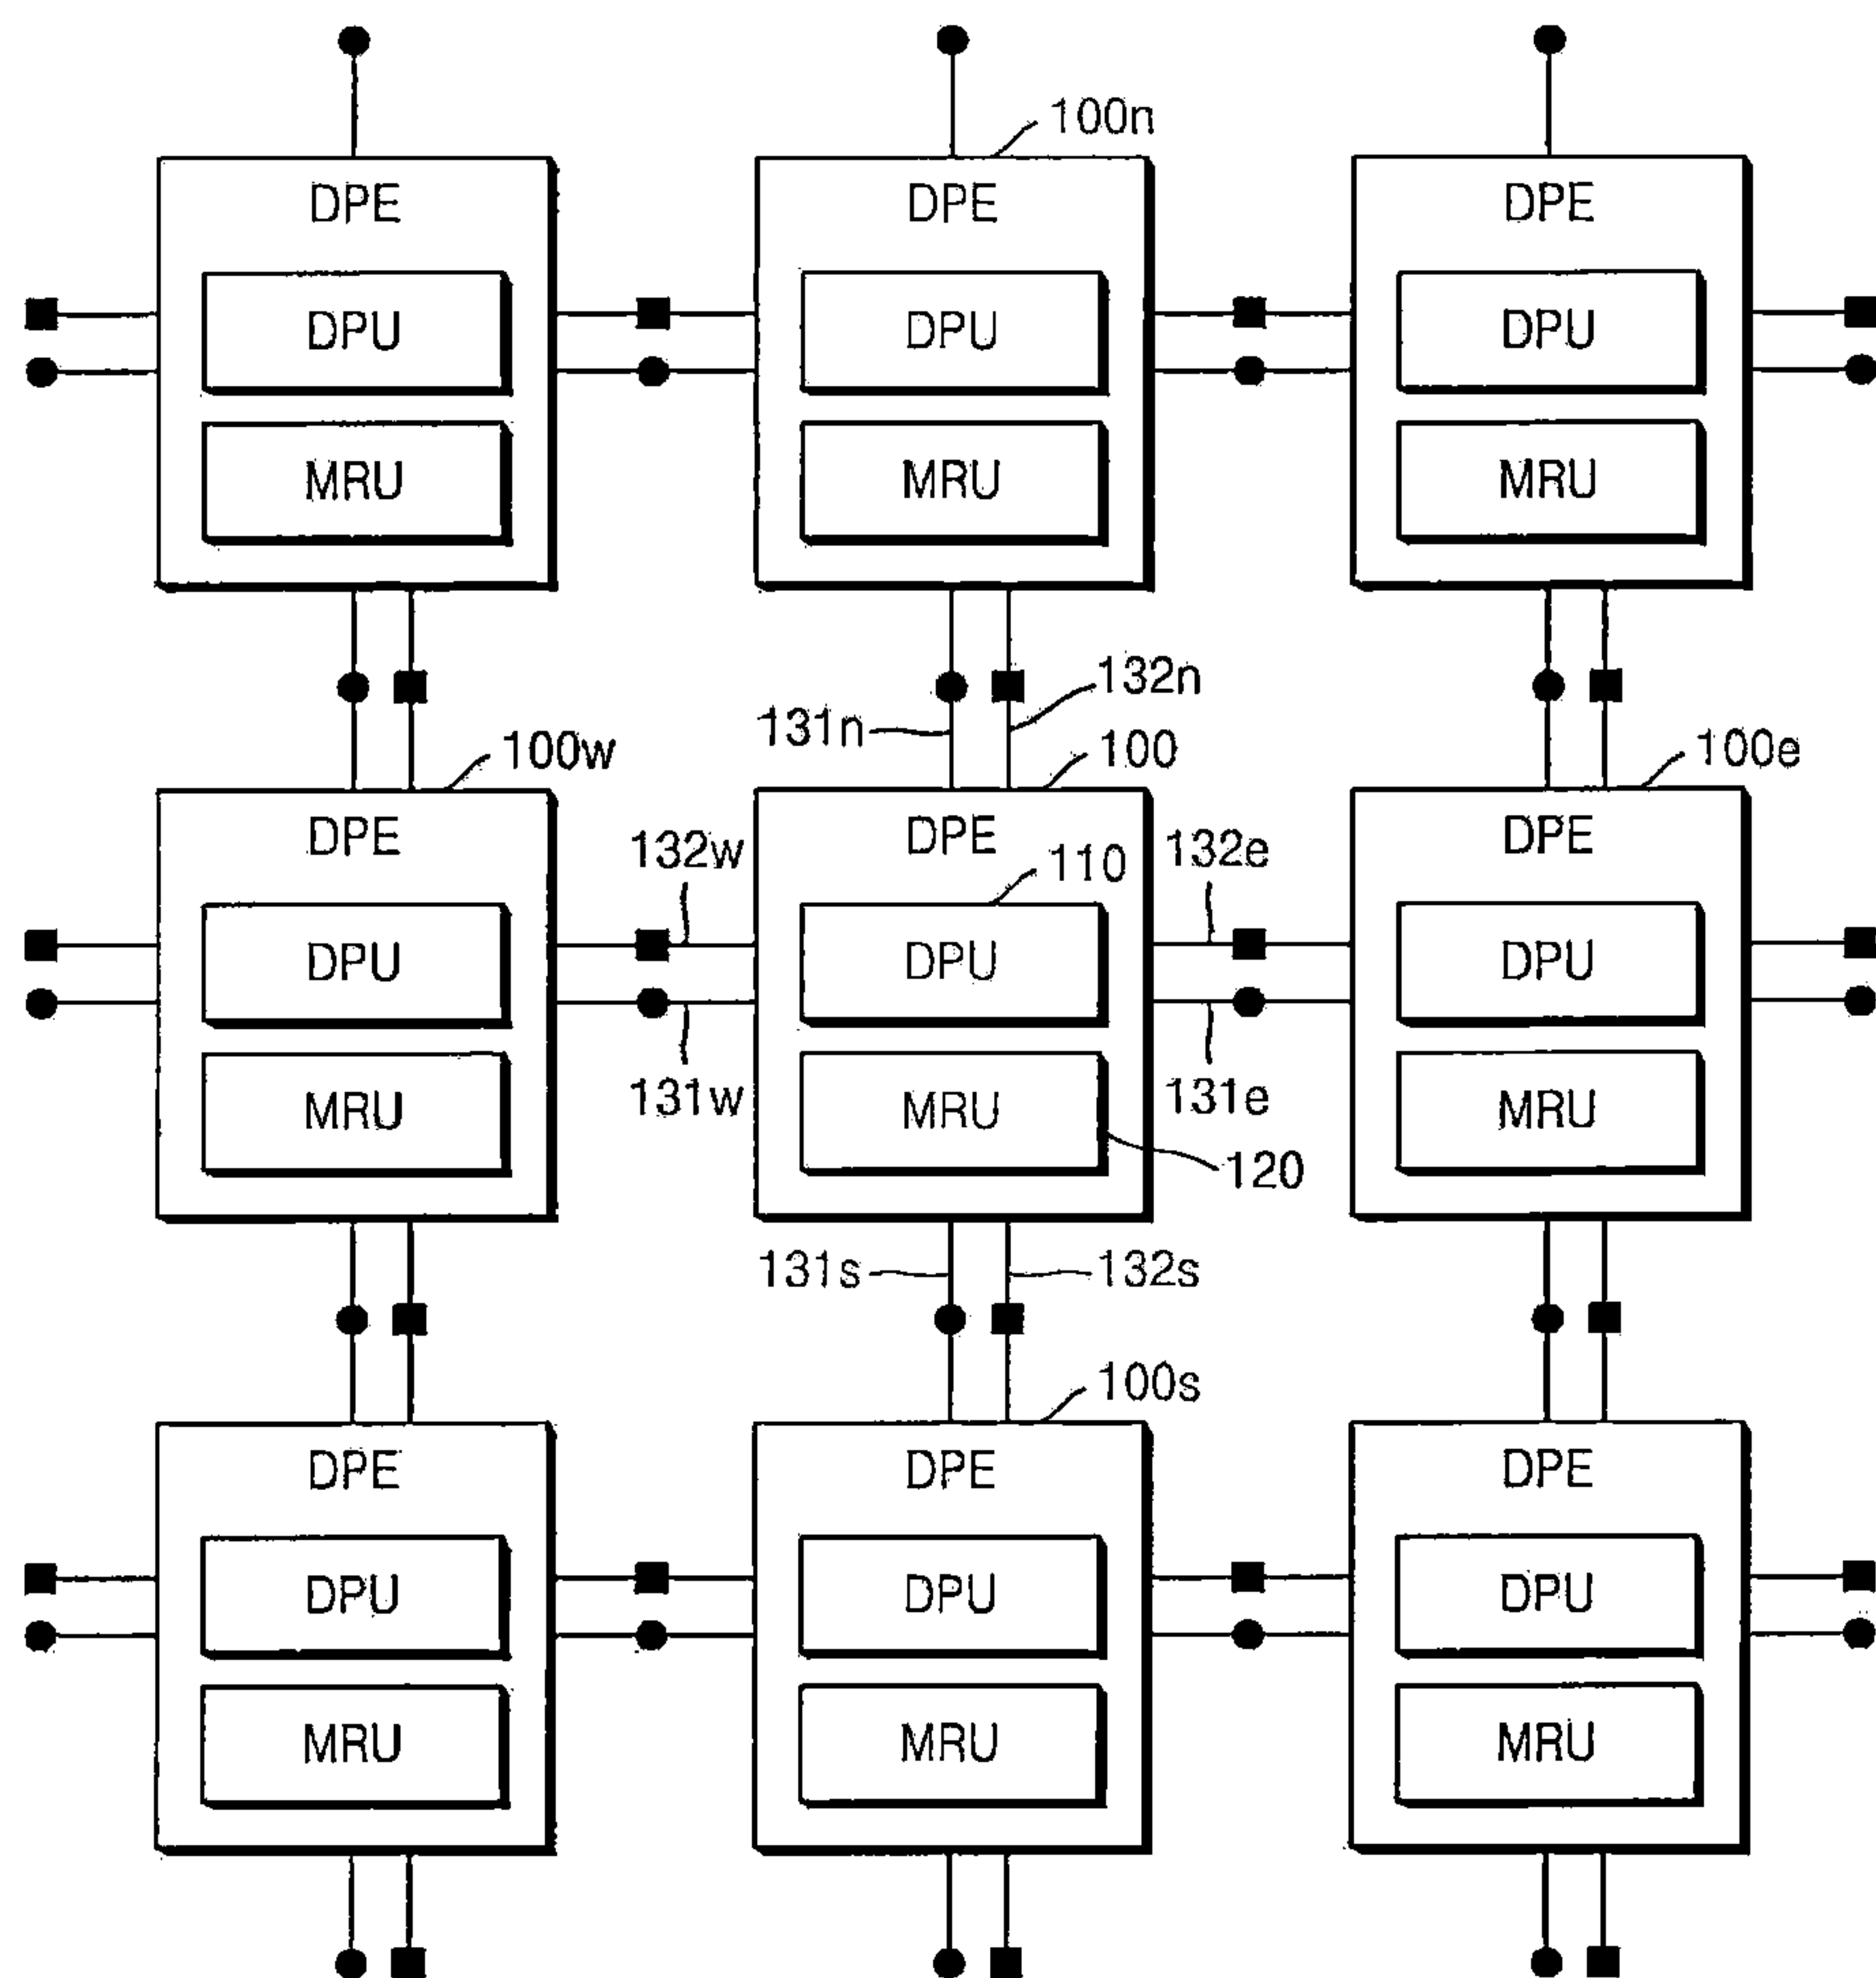 100n
DPE DPE DPE
DPU DPU DPU
MRU MRU MRU
132n
131n
100w 100 100e
DPE DPE DPE
132w 110 132e
DPU DPU DPU
131w 131e
MRU MRU MRU
120
131s 132s
100s
DPE DPE DPE
DPU DPU DPU
MRU MRU MRU